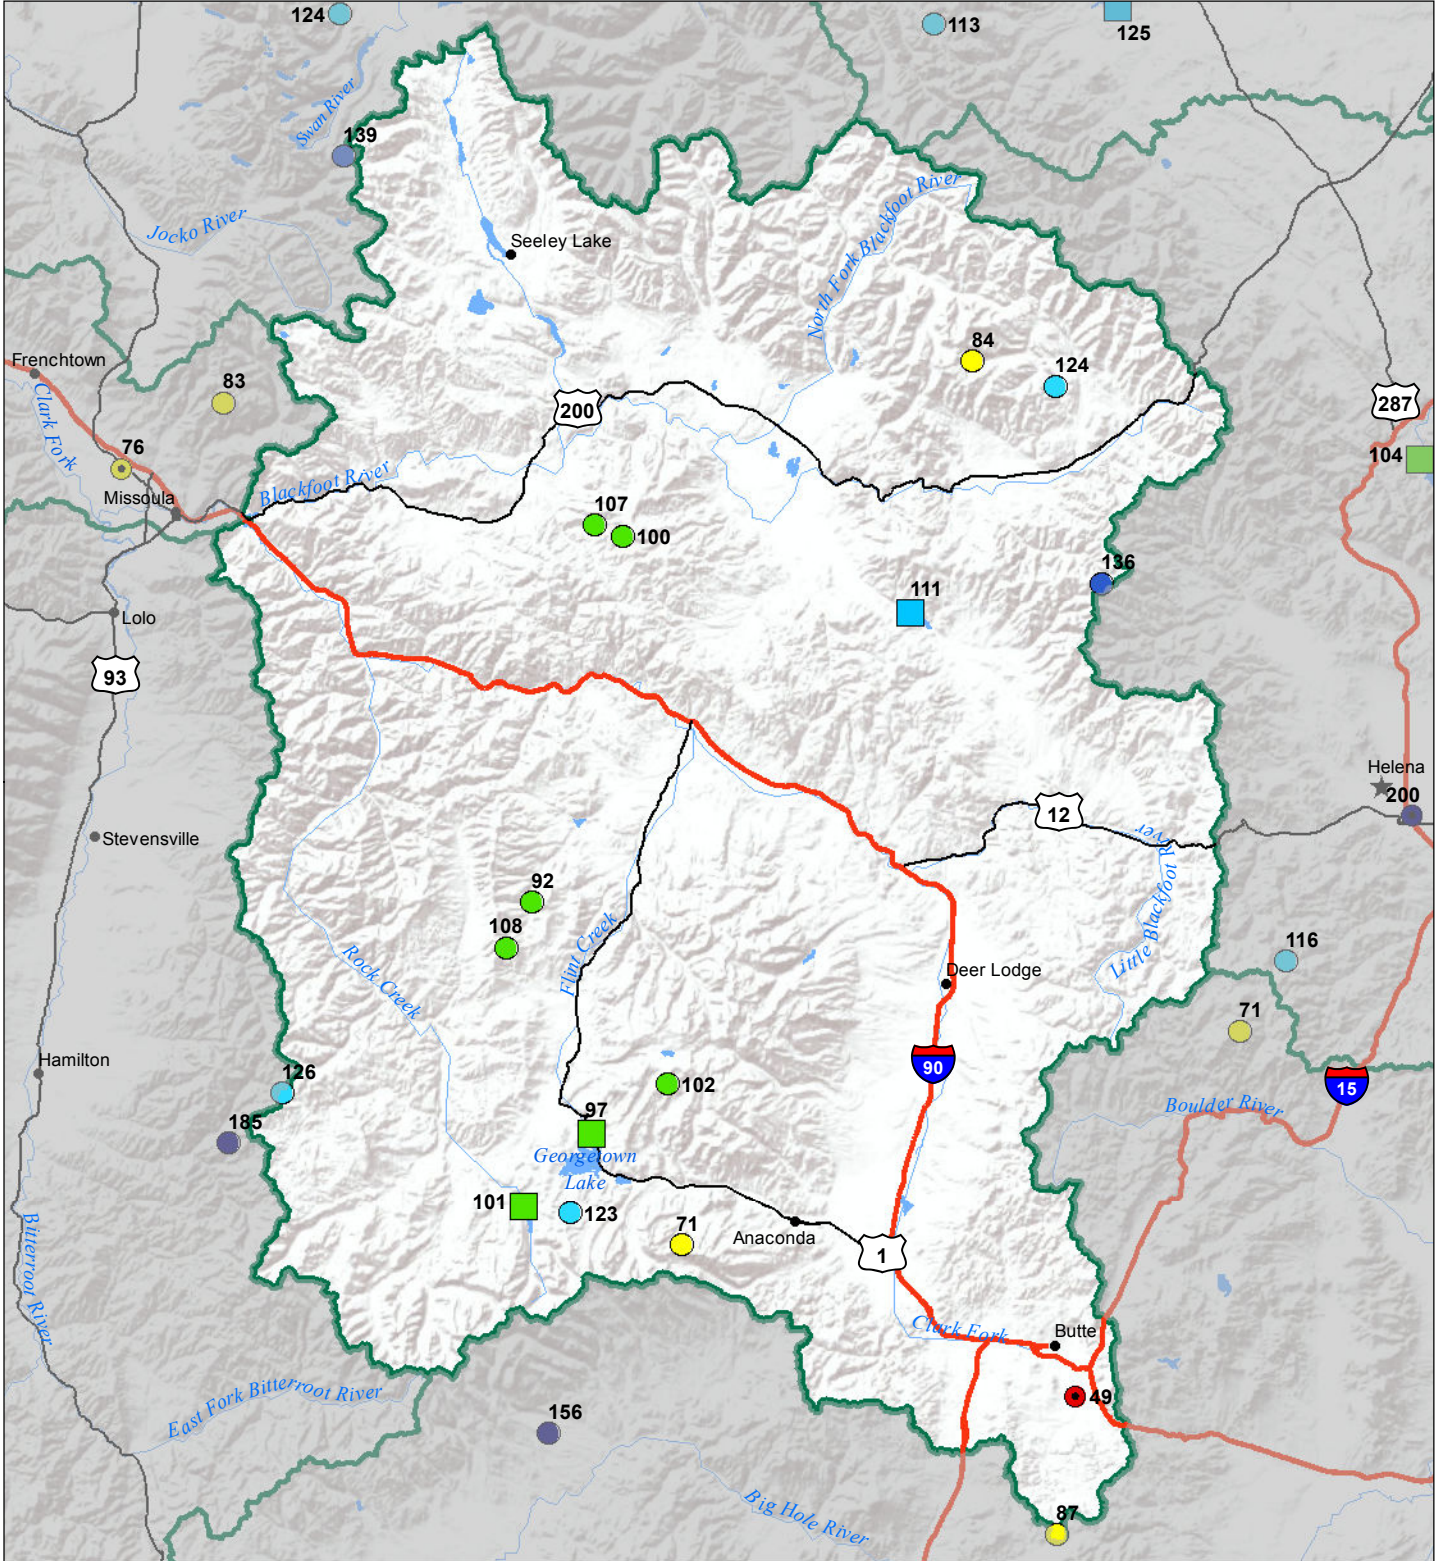 124
113
125
Swan River
139
Jocko River
North Fork Blackfoot River
Seeley Lake
84
124
Frenchtown
83
Clark Fork
200
287
76
104
Blackfoot River
Missoula
107
100
136
111
Lolo
93
Helena
200
12
Stevensville
Little Blackfoot River
92
108
Flint Creek
Rock Creek
116
Deer Lodge
71
Hamilton
90
126
102
15
Boulder River
97
185
Georgetown
Lake
101
123
71
Anaconda
1
Bitterroot River
Clark Fork
Butte
49
East Fork Bitterroot River
156
Big Hole River
87